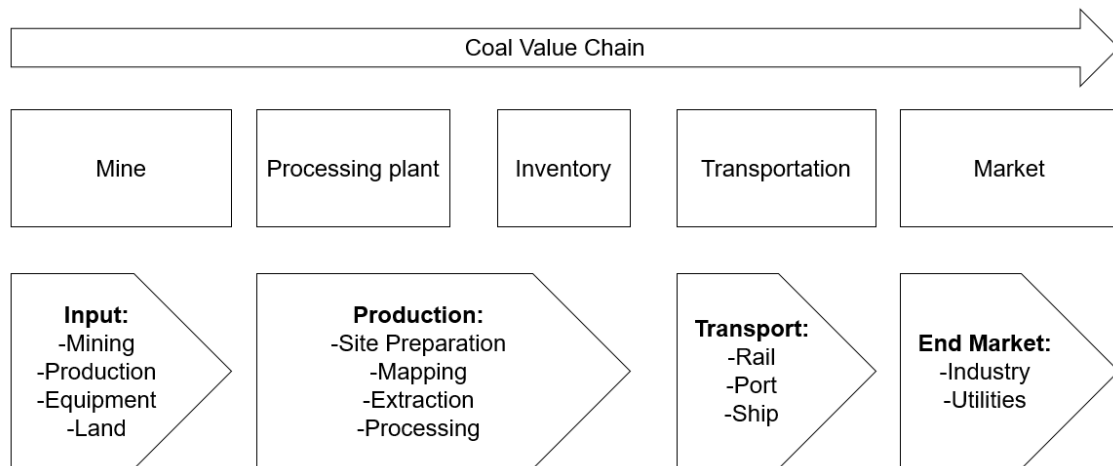 Coal Value Chain
Mine
Processing plant
Inventory
Transportation
Market
Input:
-Mining
-Production
-Equipment
-Land
Production:
-Site Preparation
-Mapping
-Extraction
-Processing
Transport:
-Rail
-Port
-Ship
End Market:
-Industry
-Utilities